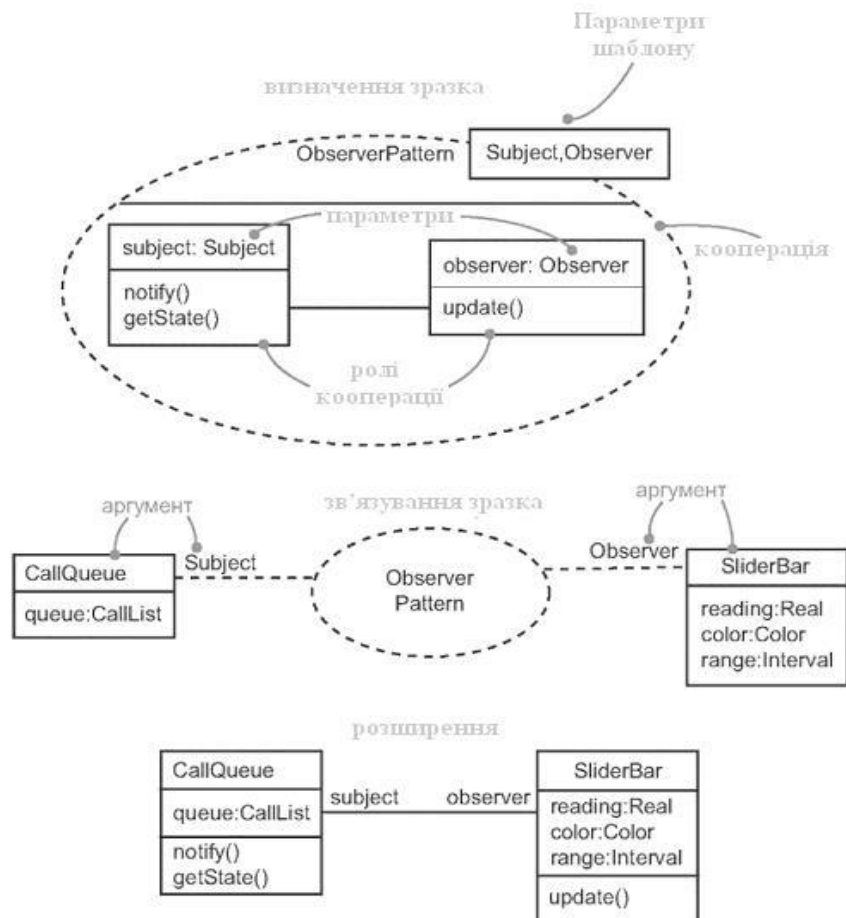 Параметри
шаблону
визначення зразка
ObserverPattern
Subject,Observer
параметри
кооперація
subject: Subject
notify()
getState()
observer: Observer
update()
ролі
кооперації
аргумент
зв’язування зразка
аргумент
Subject
Observer
CallQueue
queue:CallList
Observer
Pattern
SliderBar
reading:Real
color:Color
range:Interval
розширення
CallQueue
queue:CallList
notify()
getState()
subject
observer
SliderBar
reading:Real
color:Color
range:Interval
update()